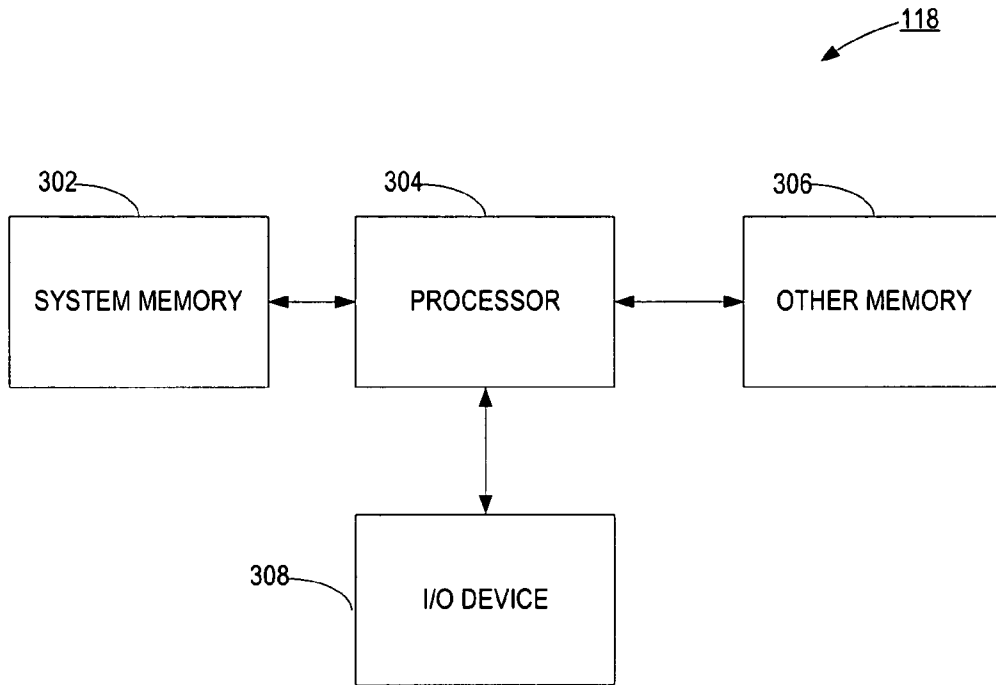 118
302
304
306
SYSTEM MEMORY
PROCESSOR
OTHER MEMORY
308
I/O DEVICE